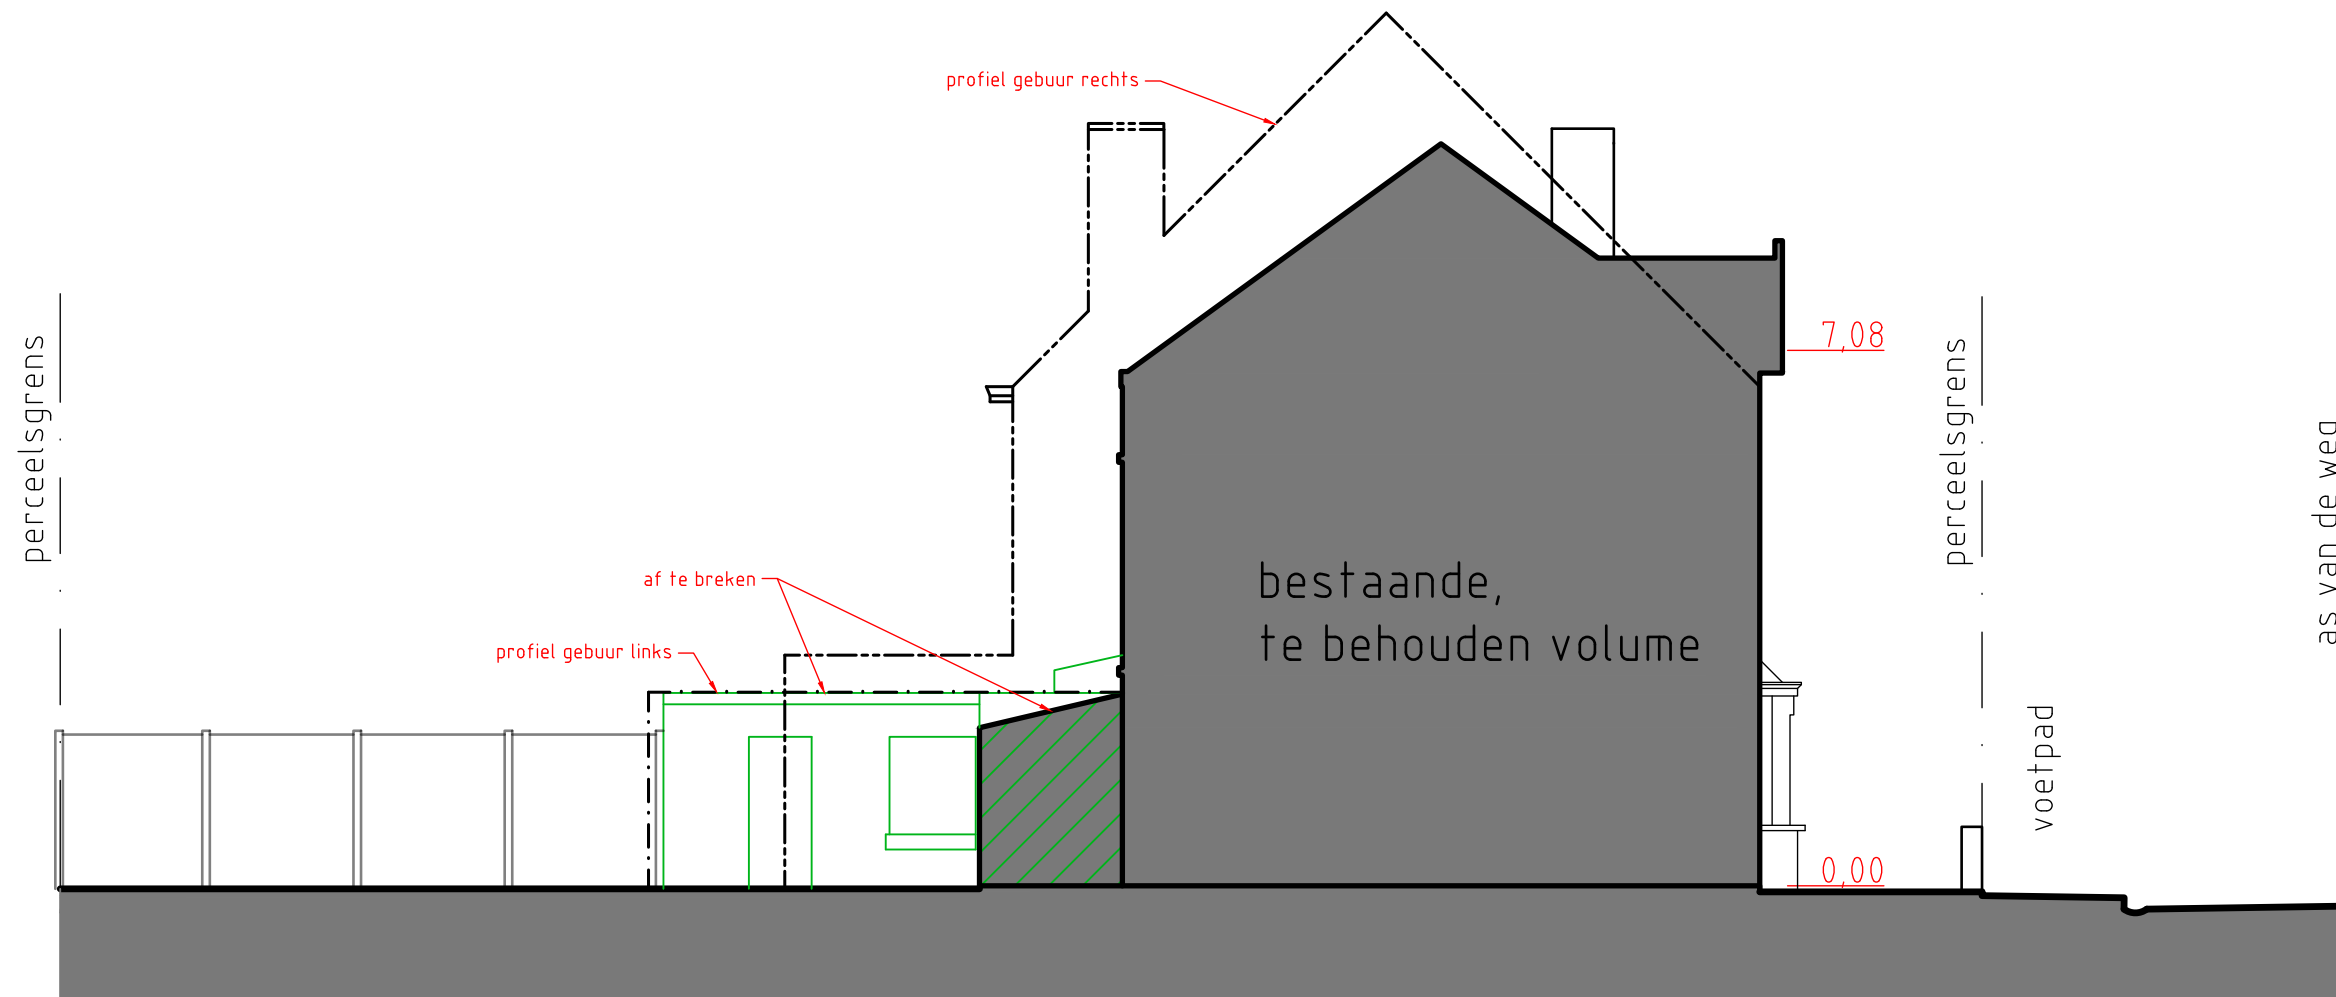 profiel gebuur rechts
7,08
perceelsgrens
perceelsgrens
as van de weg
af te breken
bestaande,
te behouden volume
profiel gebuur links
voetpad
0,00